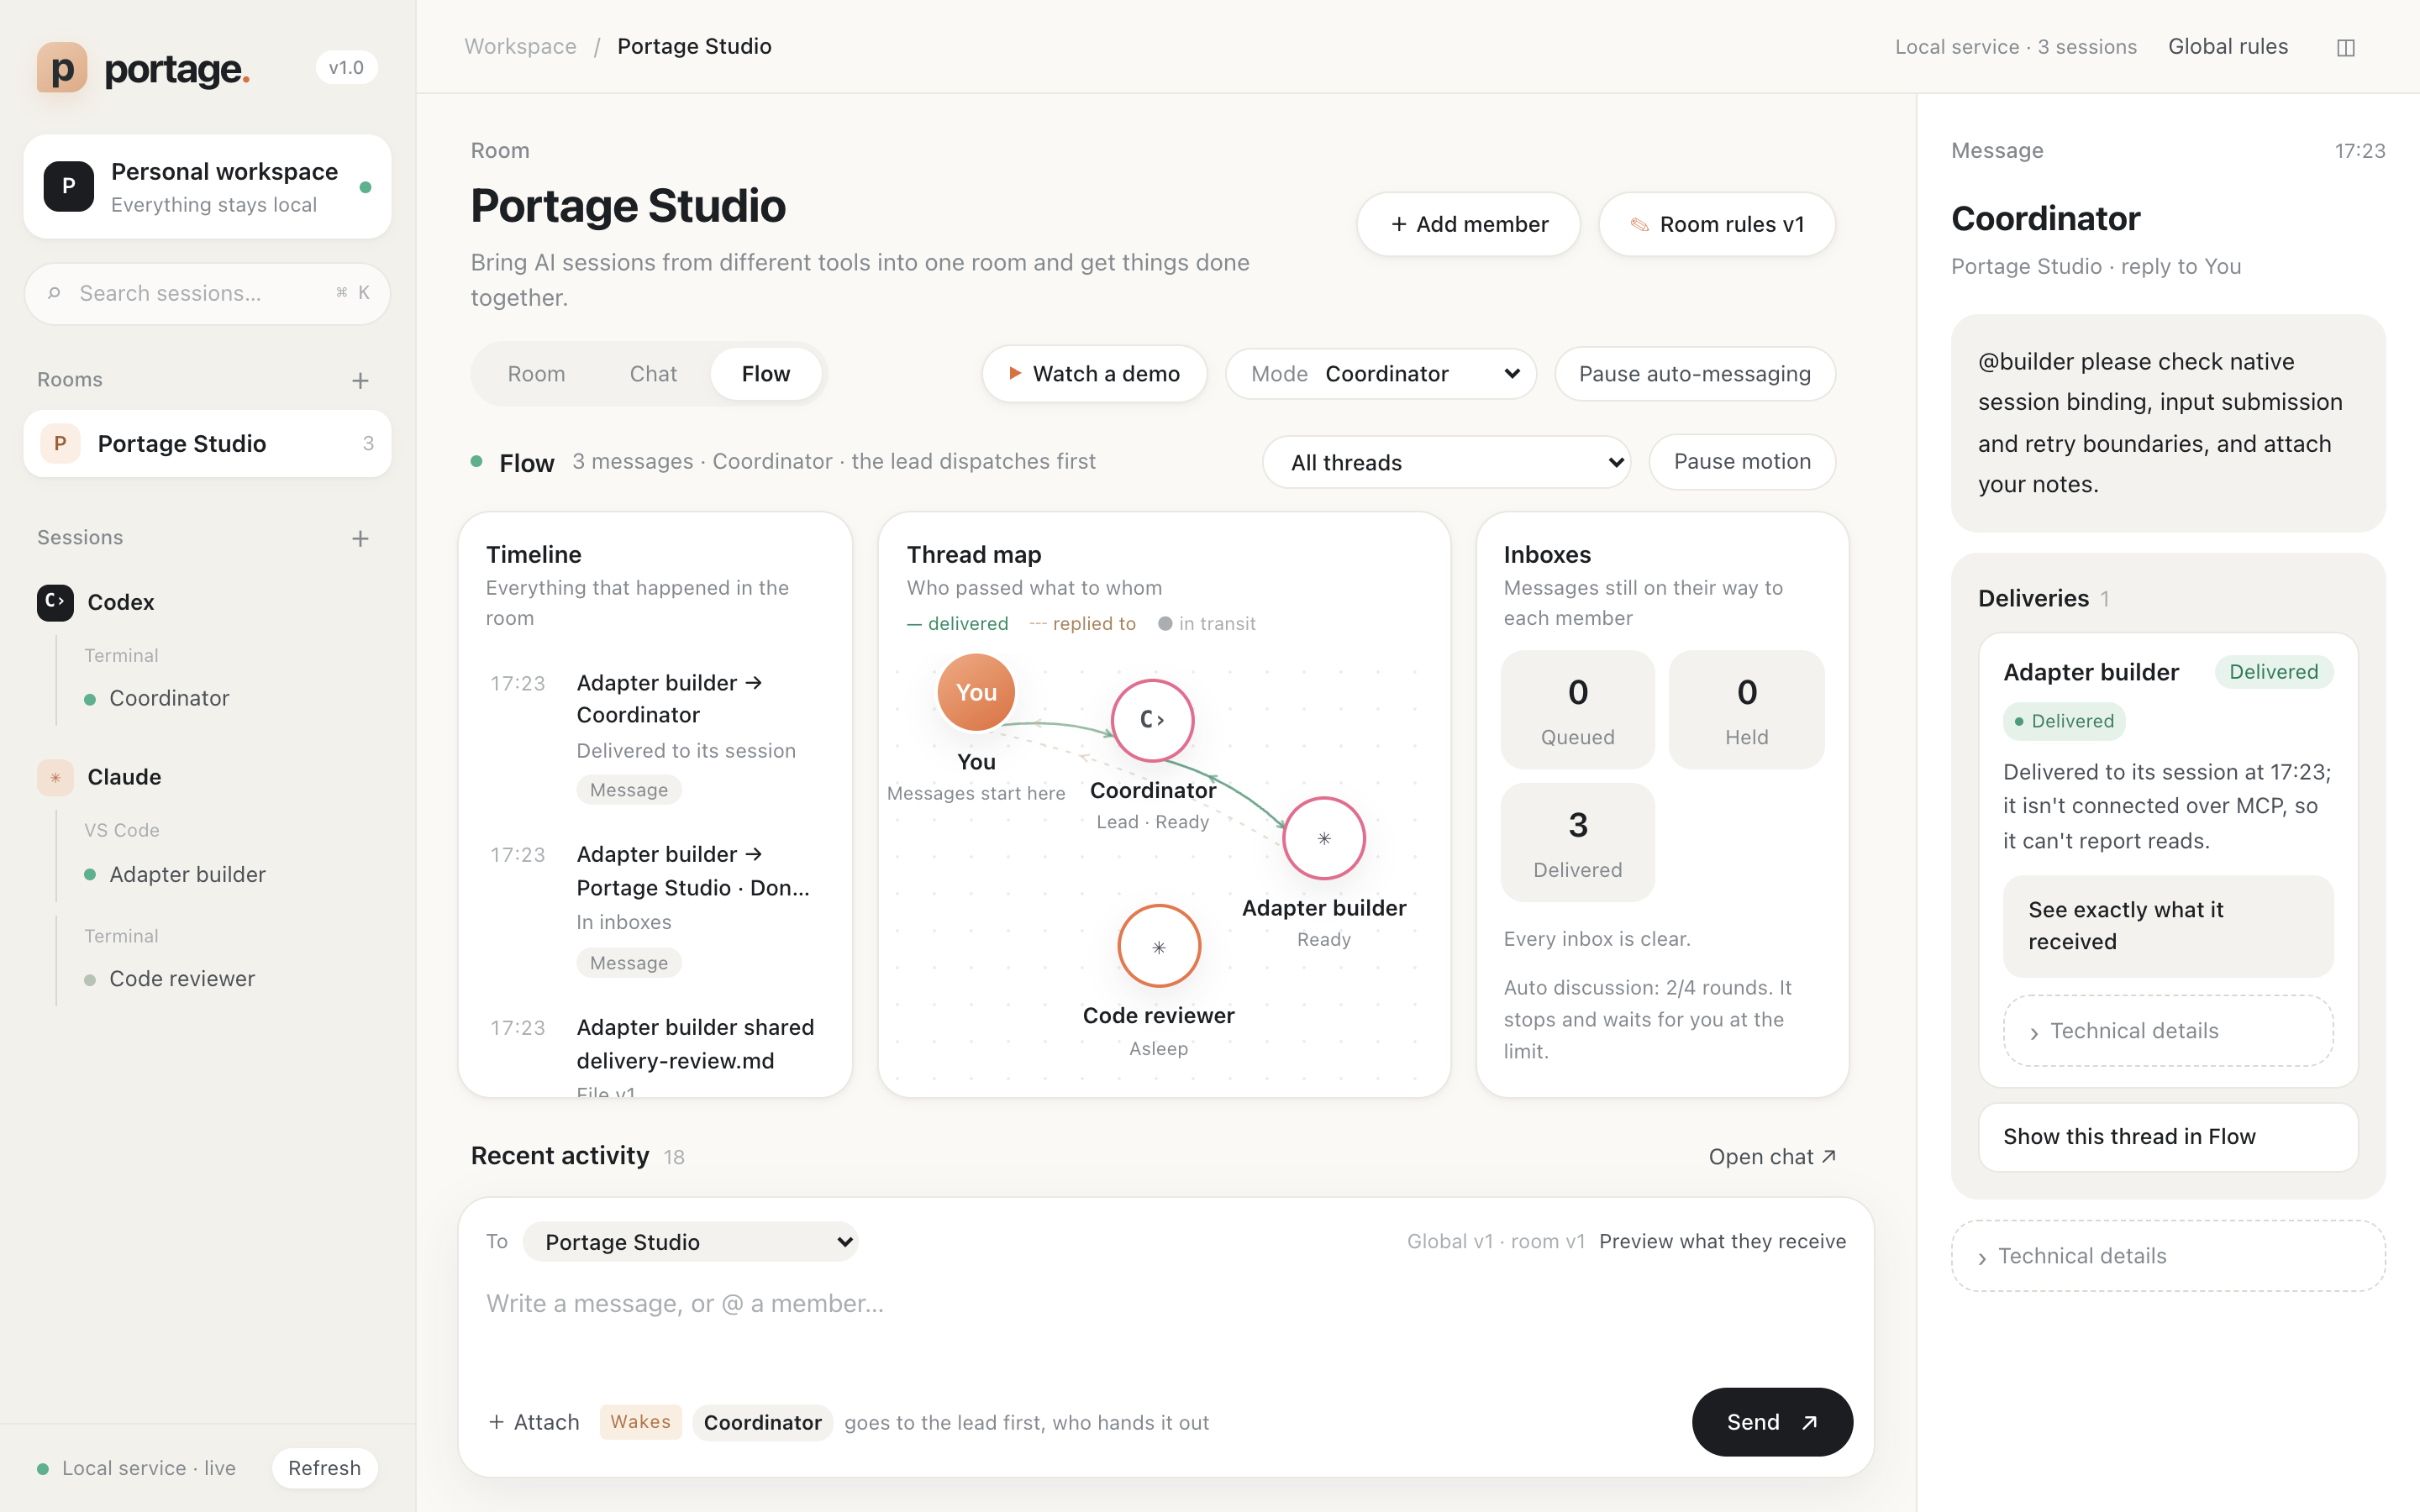 p portage. v1.0
P
Personal workspace
Everything stays local
Search sessions... ⌘ K
Rooms +
P Portage Studio 3
Sessions +
C› Codex
Terminal
Coordinator
Claude
VS Code
Adapter builder
Terminal
Code reviewer
Local service · live Refresh
Workspace / Portage Studio
Local service · 3 sessions Global rules
Room
Portage Studio
Bring AI sessions from different tools into one room and get things done
together.
+ Add member
Room rules v1
Room Chat Flow
Watch a demo
Mode Coordinator
Pause auto-messaging
Flow 3 messages · Coordinator · the lead dispatches first
All threads
Pause motion
Timeline
Everything that happened in the
room
17:23 Adapter builder →
Coordinator
Delivered to its session
Message
17:23 Adapter builder →
Portage Studio · Don...
In inboxes
Message
17:23 Adapter builder shared
delivery-review.md
File v1
Thread map
Who passed what to whom
— delivered --- replied to in transit
You
You
Messages start here
C›
Coordinator
Lead · Ready
Adapter builder
Ready
Code reviewer
Asleep
Inboxes
Messages still on their way to
each member
0
Queued
0
Held
3
Delivered
Every inbox is clear.
Auto discussion: 2/4 rounds. It
stops and waits for you at the
limit.
Recent activity 18
Open chat ↗
To Portage Studio
Global v1 · room v1 Preview what they receive
Write a message, or @ a member...
+ Attach Wakes Coordinator goes to the lead first, who hands it out
Send ↗
Message 17:23
Coordinator
Portage Studio · reply to You
@builder please check native
session binding, input submission
and retry boundaries, and attach
your notes.
Deliveries 1
Adapter builder Delivered
Delivered
Delivered to its session at 17:23;
it isn't connected over MCP, so
it can't report reads.
See exactly what it
received
› Technical details
Show this thread in Flow
› Technical details